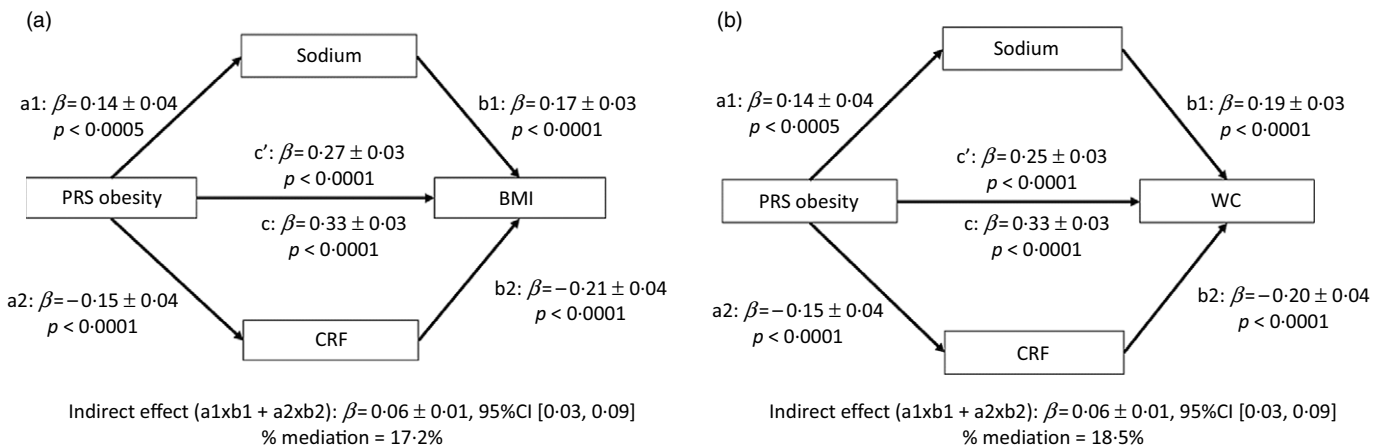 (a)
Sodium
a1: β=0·14 ± 0·04
p < 0·0005
b1: β=0·17 ± 0·03
p < 0·0001
c’: β=0·27 ± 0·03
p < 0·0001
PRS obesity
BMI
c: β=0·33 ± 0·03
p < 0·0001
a2: β=−0·15 ± 0·04
p < 0·0001
b2: β=−0·21 ± 0·04
p < 0·0001
CRF
Indirect effect (a1xb1 + a2xb2): β=0·06 ± 0·01, 95%CI [0·03, 0·09]
% mediation = 17·2%
(b)
Sodium
a1: β=0·14 ± 0·04
p < 0·0005
b1: β=0·19 ± 0·03
p < 0·0001
c’: β=0·25 ± 0·03
p < 0·0001
PRS obesity
WC
c: β=0·33 ± 0·03
p < 0·0001
a2: β=−0·15 ± 0·04
p < 0·0001
b2: β=−0·20 ± 0·04
p < 0·0001
CRF
Indirect effect (a1xb1 + a2xb2): β=0·06 ± 0·01, 95%CI [0·03, 0·09]
% mediation = 18·5%